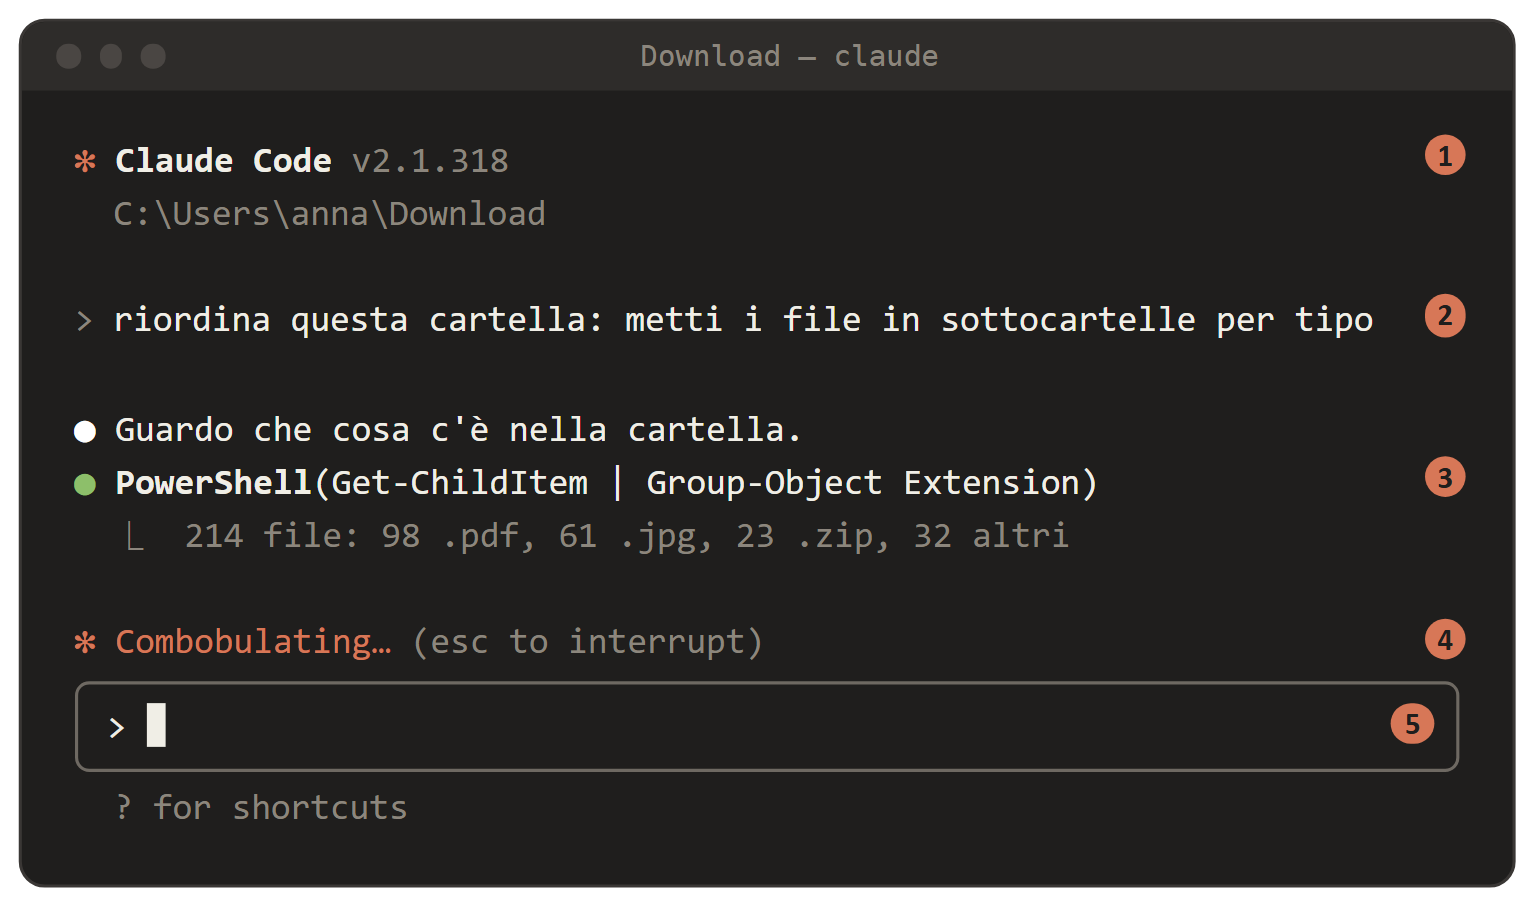 Download — claude
✻ Claude Code v2.1.318 1
C:\Users\anna\Download
> riordina questa cartella: metti i file in sottocartelle per tipo 2
● Guardo che cosa c'è nella cartella.
● PowerShell(Get-ChildItem | Group-Object Extension) 3
⎿ 214 file: 98 .pdf, 61 .jpg, 23 .zip, 32 altri
✻ Combobulating… (esc to interrupt) 4
> 5
? for shortcuts